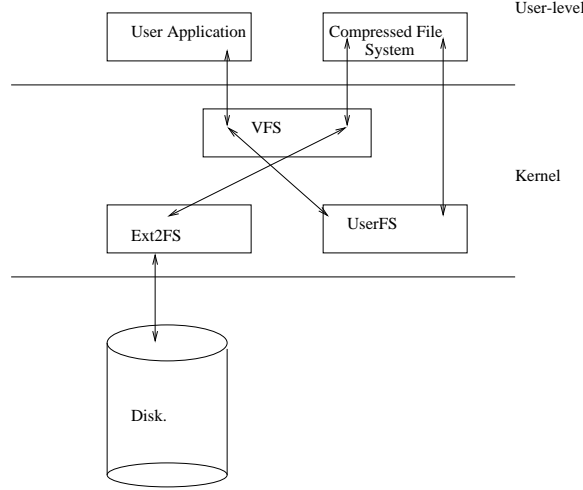 User-level
User Application
Compressed File
System
VFS
Kernel
Ext2FS
UserFS
Disk.